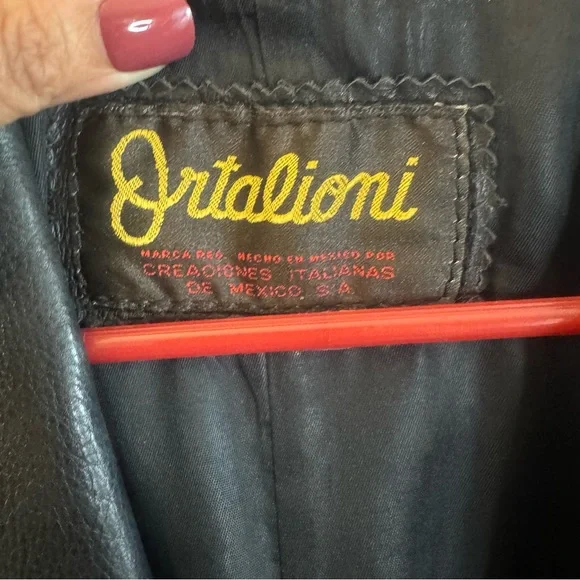 Ortalioni
MARCA REG. HECHO EN MEXICO POR
CREACIONES ITALIANAS
DE MEXICO, S.A.